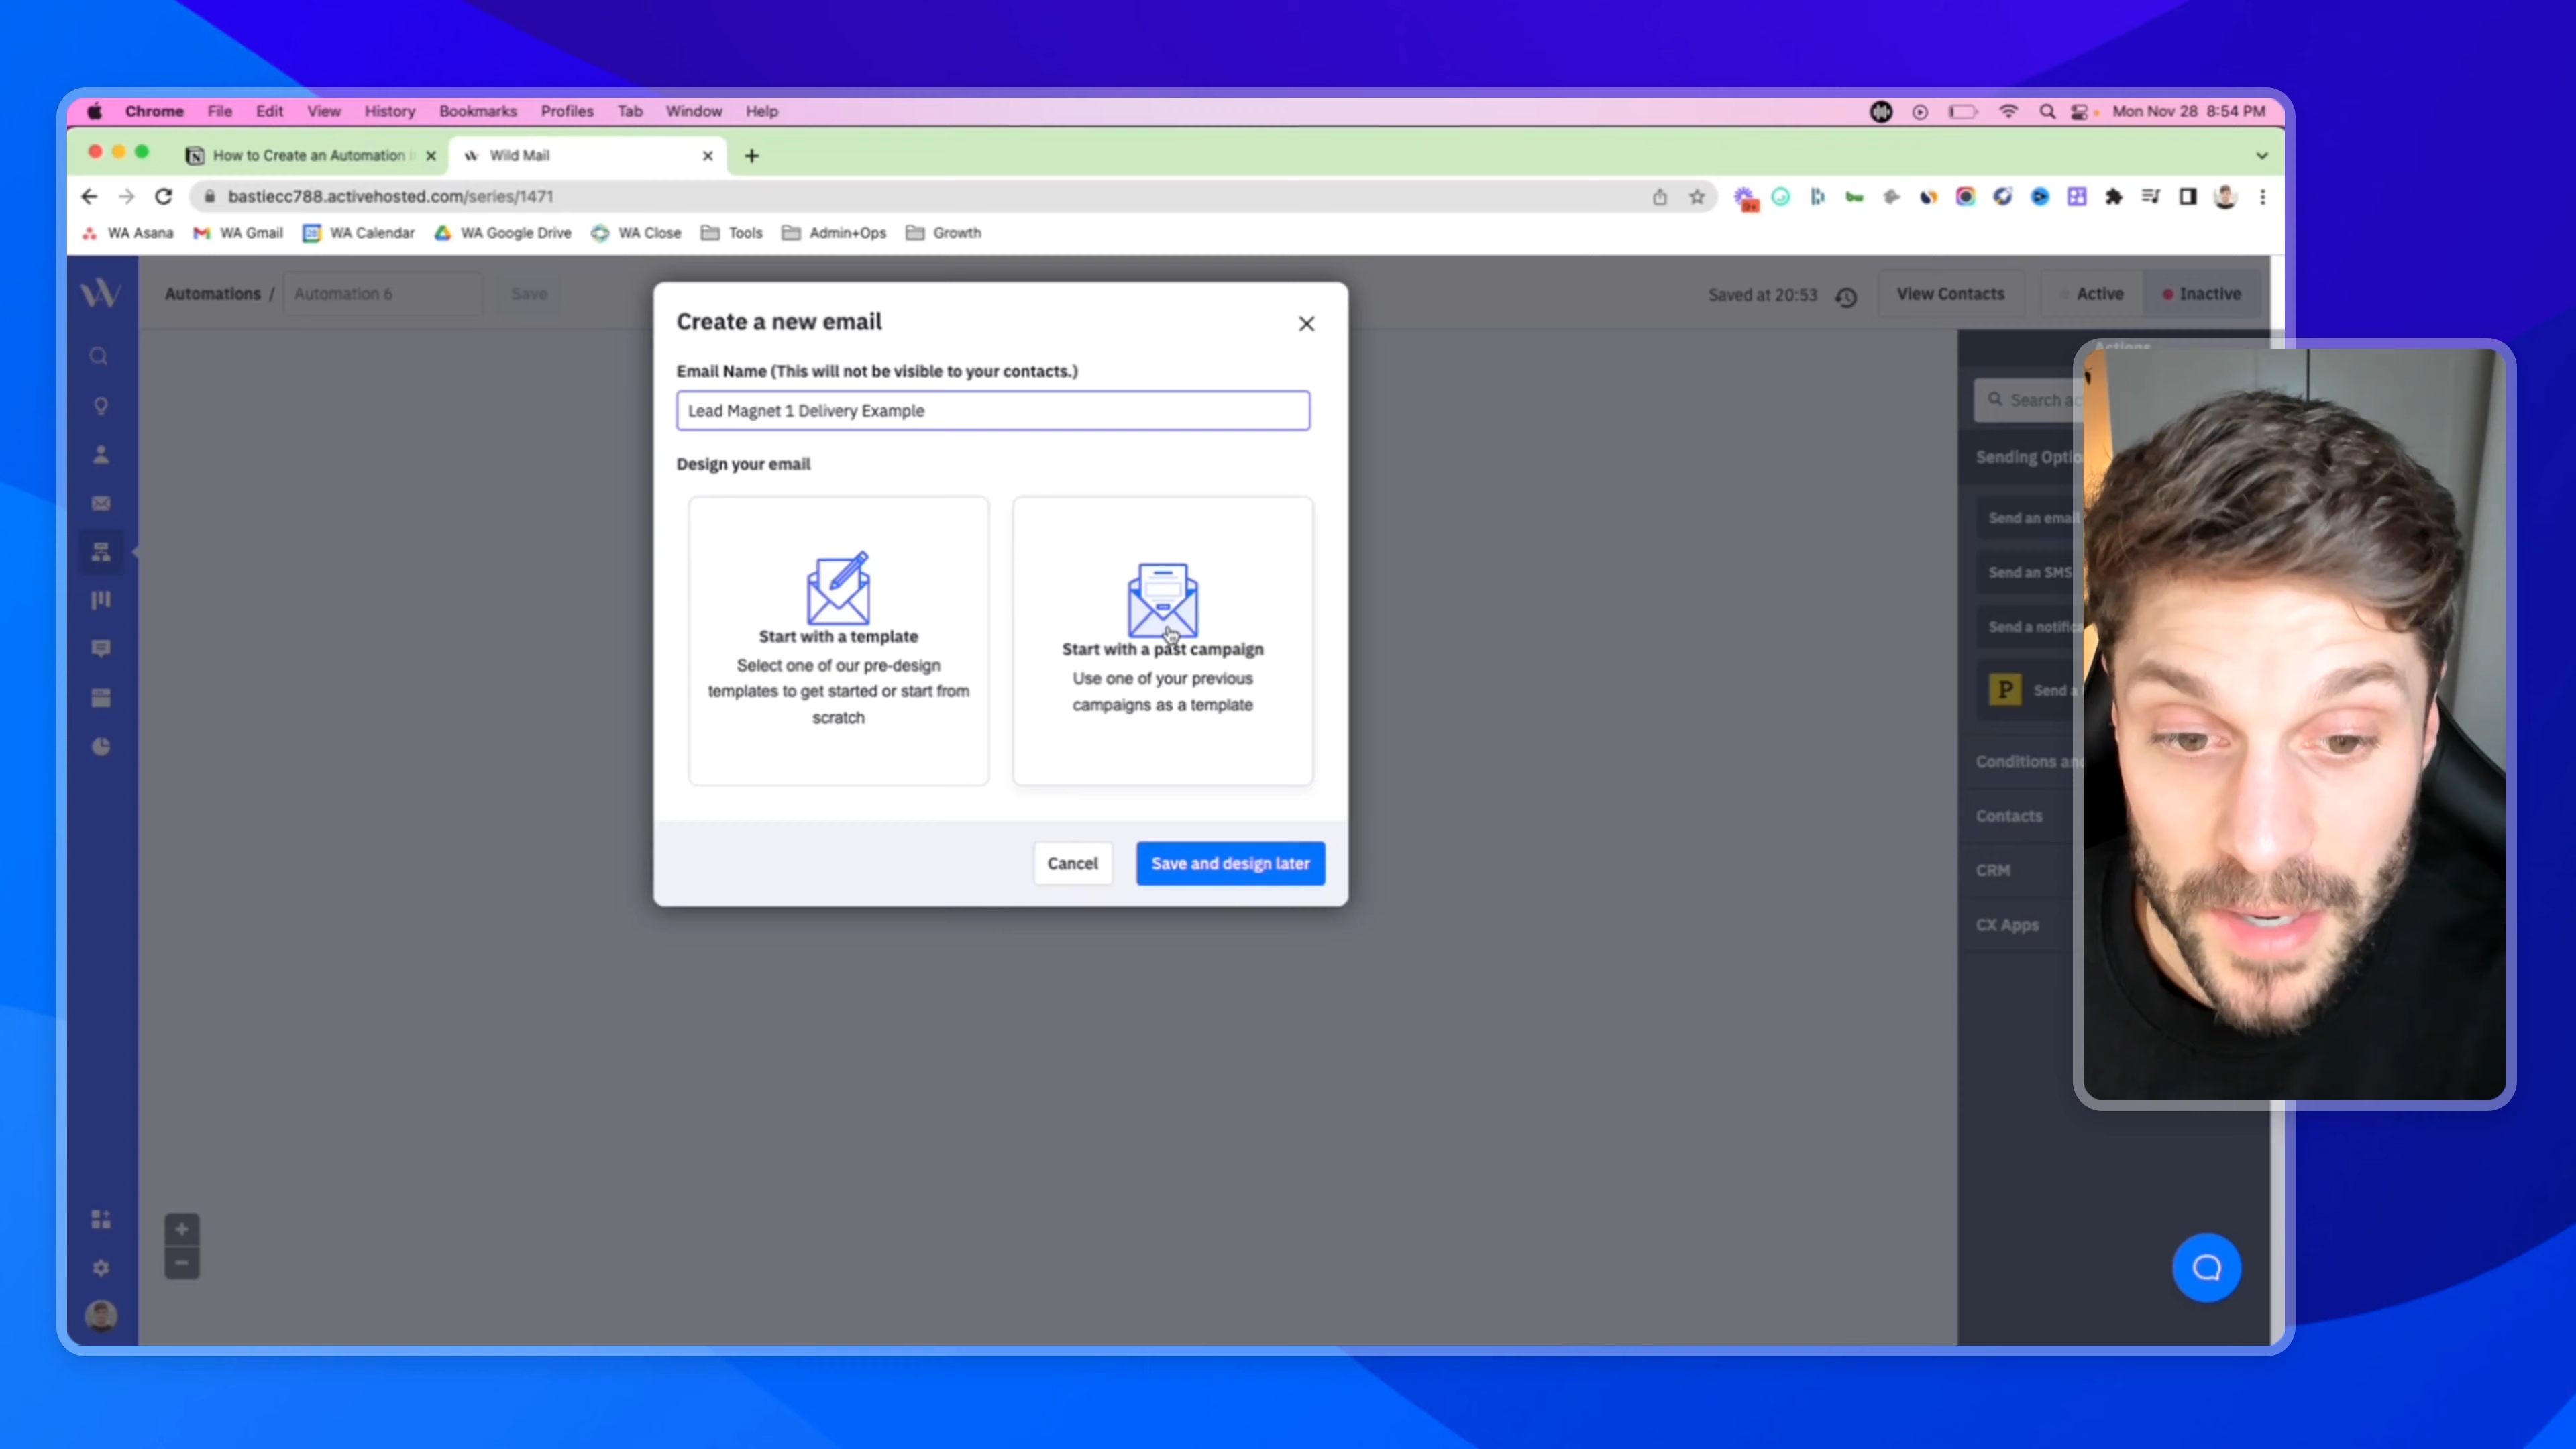 Chrome File Edit View History Bookmarks Profiles Tab Window Help Mon Nov 28 8:54 PM
How to Create an Automation
Wild Mail
bastiecc788.activehosted.com/series/1471
WA Asana WA Gmail WA Calendar WA Google Drive WA Close Tools Admin+Ops Growth
Automations / Automation 6 Save Saved at 20:53 View Contacts Active Inactive
Create a new email
Email Name (This will not be visible to your contacts.)
Lead Magnet 1 Delivery Example
Design your email
Start with a template
Select one of our pre-design
templates to get started or start from
scratch
Start with a past campaign
Use one of your previous
campaigns as a template
Cancel
Save and design later
Actions
Search
Sending
Send an email
Send an SMS
Send a
P Send a
Conditions
Contacts
CRM
CX Apps